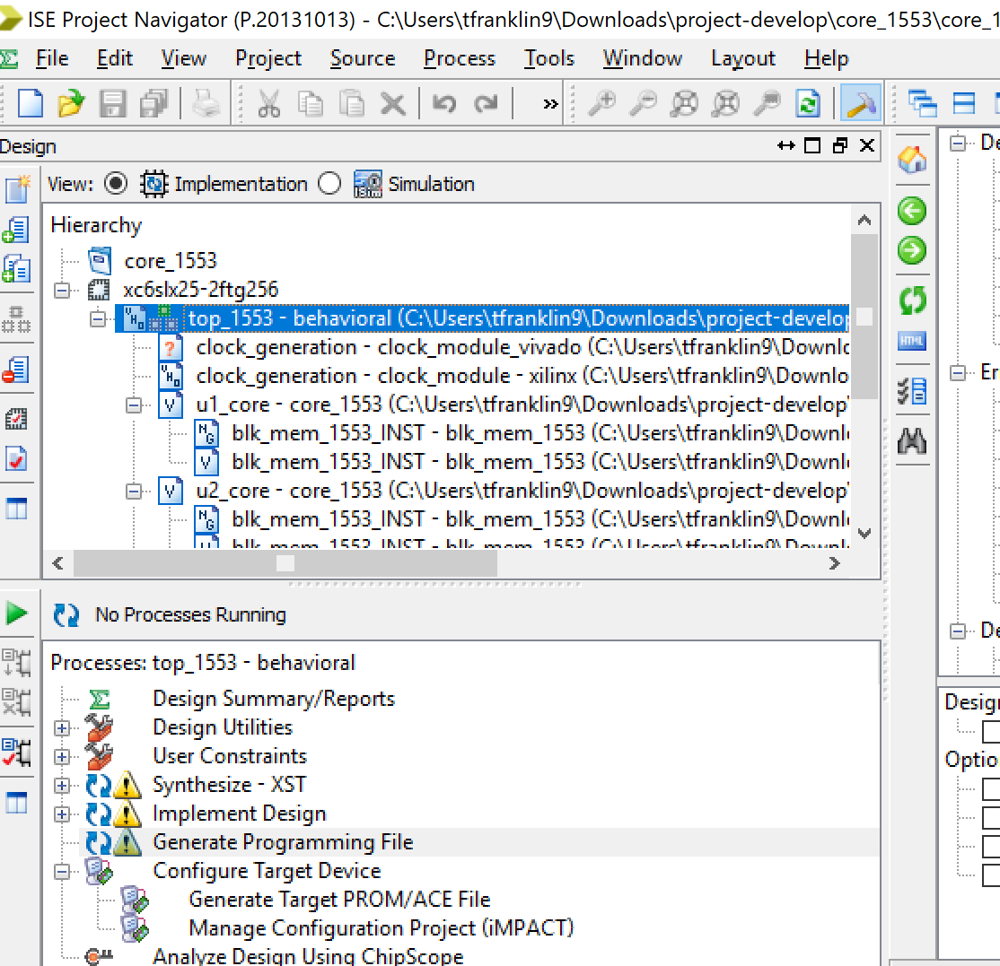 ISE Project Navigator (P.20131013) - C:\Users\tfranklin9\Downloads\project-develop\core_1553\core_1
File Edit View Project Source Process Tools Window Layout Help
»
Design
View: Implementation Simulation
Hierarchy
core_1553
xc6slx25-2ftg256
top_1553 - behavioral (C:\Users\tfranklin9\Downloads\project-develop
clock_generation - clock_module_vivado (C:\Users\tfranklin9\Downlo
clock_generation - clock_module - xilinx (C:\Users\tfranklin9\Downlo
u1_core - core_1553 (C:\Users\tfranklin9\Downloads\project-develop\
blk_mem_1553_INST - blk_mem_1553 (C:\Users\tfranklin9\Downl
blk_mem_1553_INST - blk_mem_1553 (C:\Users\tfranklin9\Downl
u2_core - core_1553 (C:\Users\tfranklin9\Downloads\project-develop\
blk_mem_1553_INST - blk_mem_1553 (C:\Users\tfranklin9\Downl
blk_mem_1553_INST - blk_mem_1553 (C:\Users\tfranklin9\Downl
No Processes Running
Processes: top_1553 - behavioral
Design Summary/Reports
Design Utilities
User Constraints
Synthesize - XST
Implement Design
Generate Programming File
Configure Target Device
Generate Target PROM/ACE File
Manage Configuration Project (iMPACT)
Analyze Design Using ChipScope
De
HTML
Er
De
Design
Optio